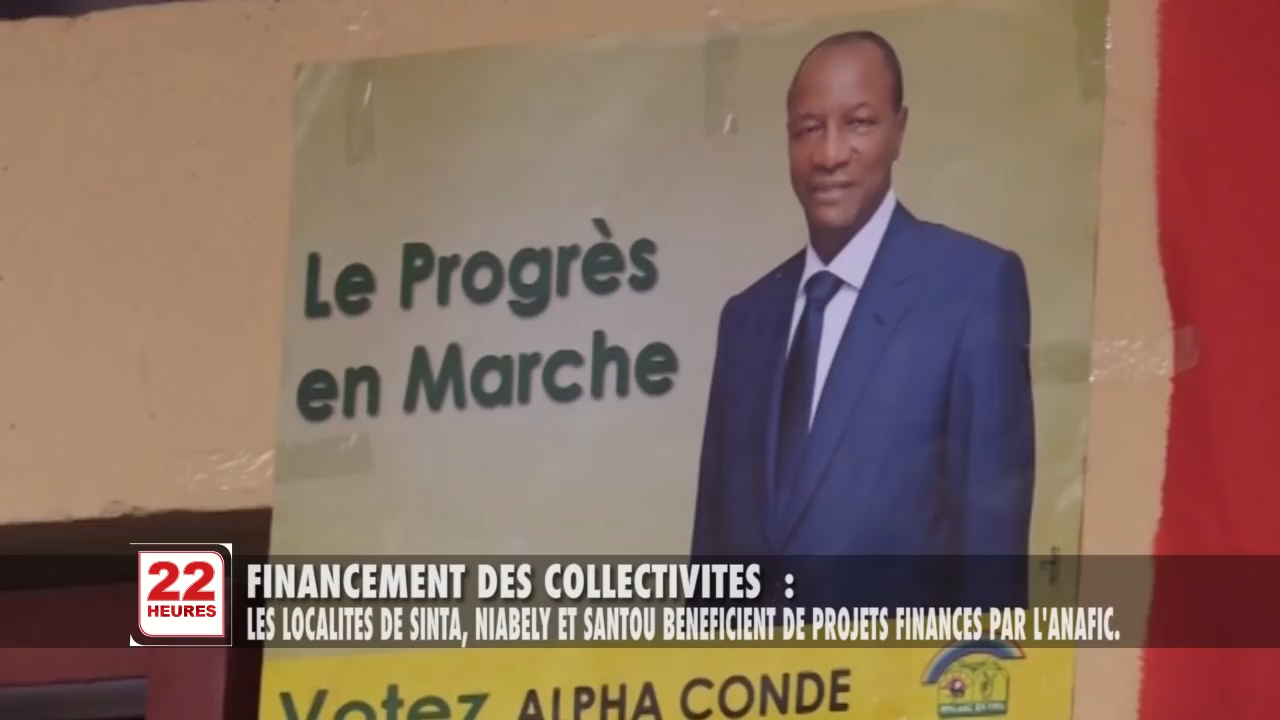 Le Progrès
en Marche
22
HEURES
FINANCEMENT DES COLLECTIVITES :
LES LOCALITES DE SINTA, NIABELY ET SANTOU BENEFICIENT DE PROJETS FINANCES PAR L'ANAFIC.
Votez ALPHA CONDE